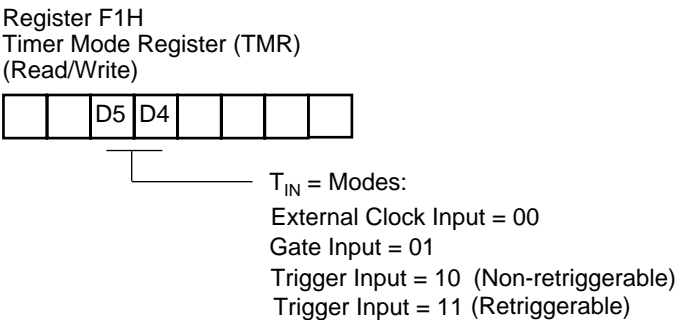 Register F1H
Timer Mode Register (TMR)
(Read/Write)
D5 D4
TIN = Modes:
External Clock Input = 00
Gate Input = 01
Trigger Input = 10 (Non-retriggerable)
Trigger Input = 11 (Retriggerable)